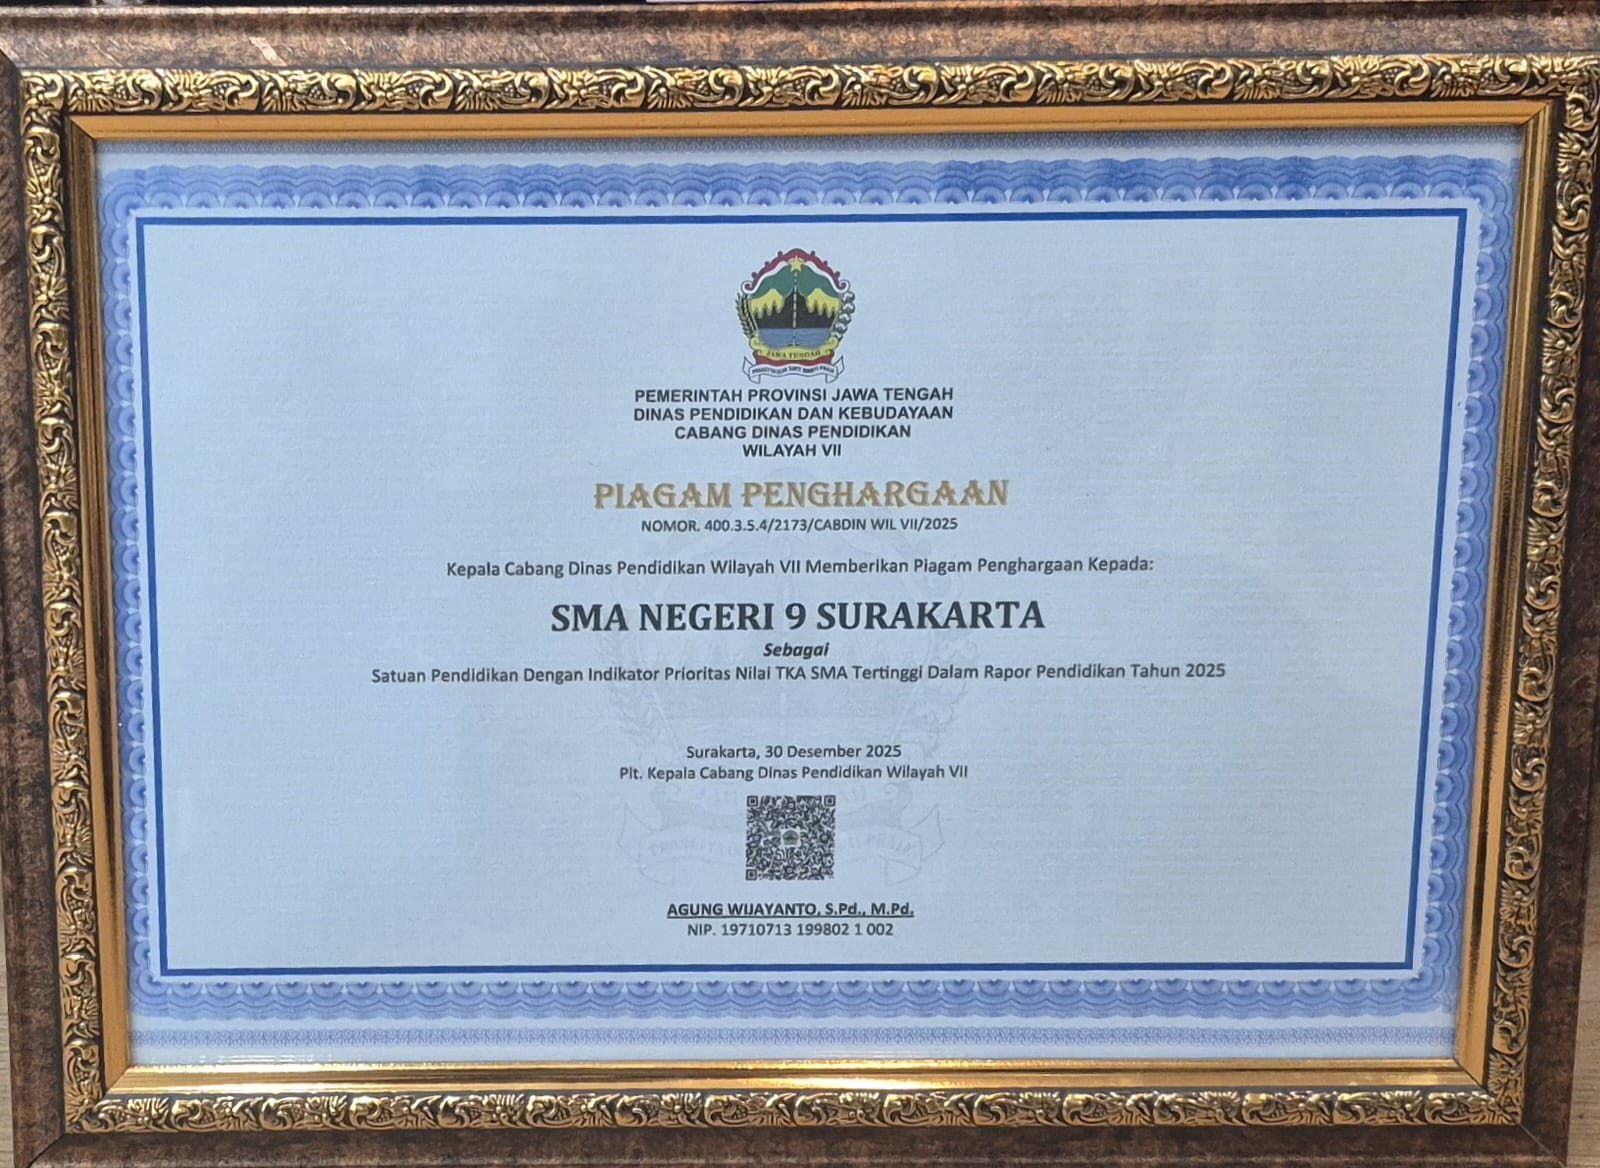 JAWA TENGAH
PEMERINTAH PROVINSI JAWA TENGAH
DINAS PENDIDIKAN DAN KEBUDAYAAN
CABANG DINAS PENDIDIKAN
WILAYAH VII
PIAGAM PENGHARGAAN
NOMOR. 400.3.5.4/2173/CABDIN WIL VII/2025
Kepala Cabang Dinas Pendidikan Wilayah VII Memberikan Piagam Penghargaan Kepada:
SMA NEGERI 9 SURAKARTA
Sebagai
Satuan Pendidikan Dengan Indikator Prioritas Nilai TKA SMA Tertinggi Dalam Rapor Pendidikan Tahun 2025
Surakarta, 30 Desember 2025
Plt. Kepala Cabang Dinas Pendidikan Wilayah VII
AGUNG WIJAYANTO, S.Pd., M.Pd.
NIP. 19710713 199802 1 002